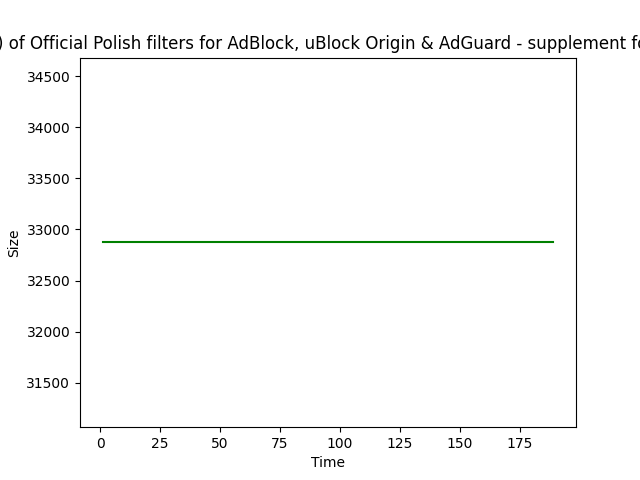 ) of Official Polish filters for AdBlock, uBlock Origin & AdGuard - supplement fo
34500
34000
33500
33000
32500
32000
31500
Size
0 25 50 75 100 125 150 175
Time